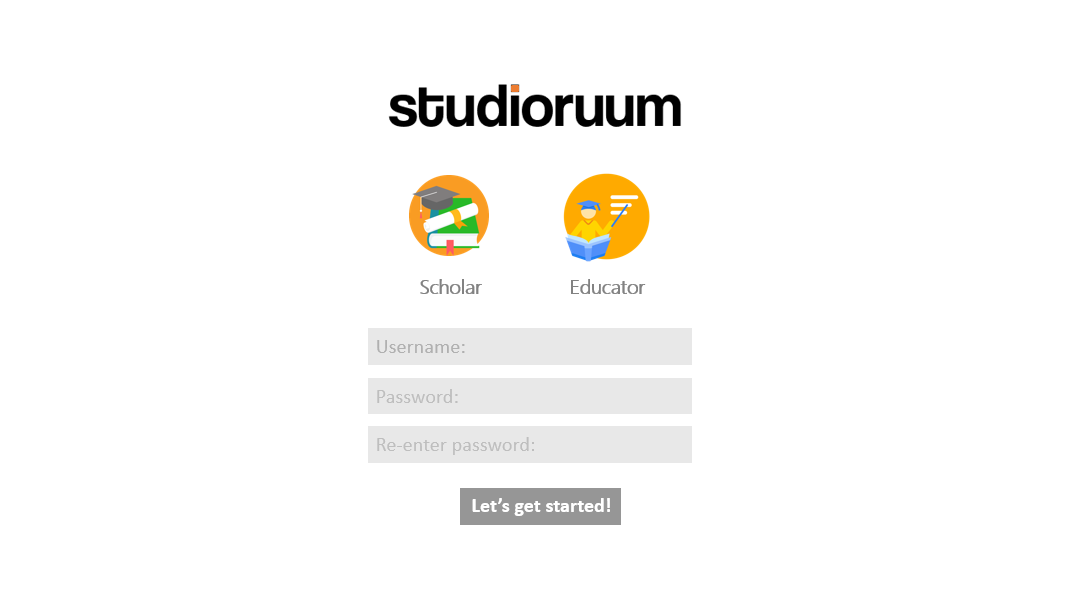 studioruum
Scholar Educator
Username:
Password:
Re-enter password:
Let’s get started!